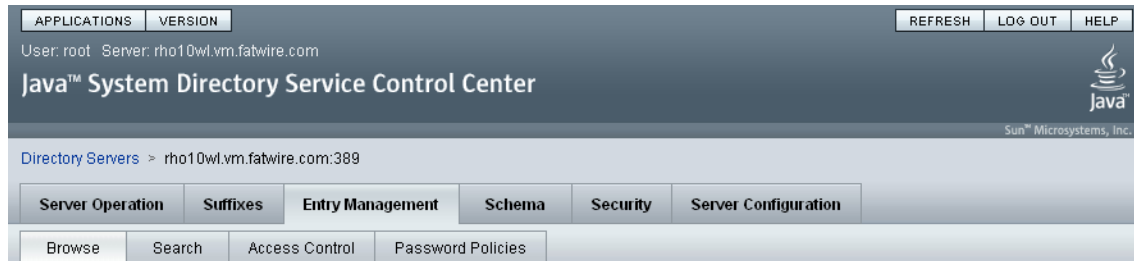 APPLICATIONS VERSION REFRESH LOG OUT HELP
User: root Server: rho10wl.vm.fatwire.com
Java™ System Directory Service Control Center
Java™
Sun™ Microsystems, Inc.
Directory Servers > rho10wl.vm.fatwire.com:389
Server Operation Suffixes Entry Management Schema Security Server Configuration
Browse Search Access Control Password Policies